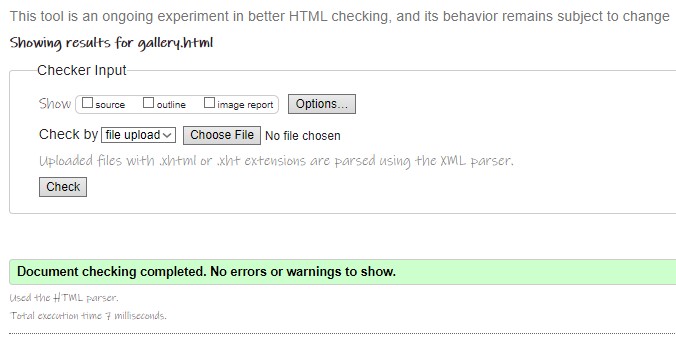 This tool is an ongoing experiment in better HTML checking, and its behavior remains subject to change
Showing results for gallery.html
Checker Input
Show source outline image report Options...
Check by file upload Choose File No file chosen
Uploaded files with .xhtml or .xht extensions are parsed using the XML parser.
Check
Document checking completed. No errors or warnings to show.
Used the HTML parser.
Total execution time 7 milliseconds.